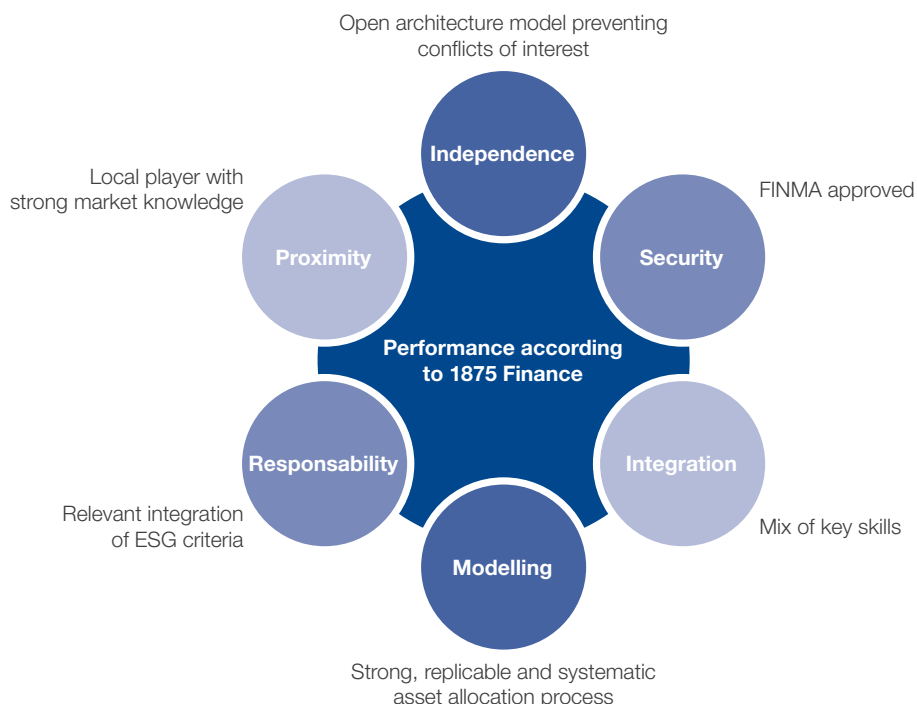 Open architecture model preventing
conflicts of interest
Independence
Local player with
strong market knowledge
FINMA approved
Proximity
Security
Performance according
to 1875 Finance
Responsability
Integration
Relevant integration
of ESG criteria
Mix of key skills
Modelling
Strong, replicable and systematic
asset allocation process